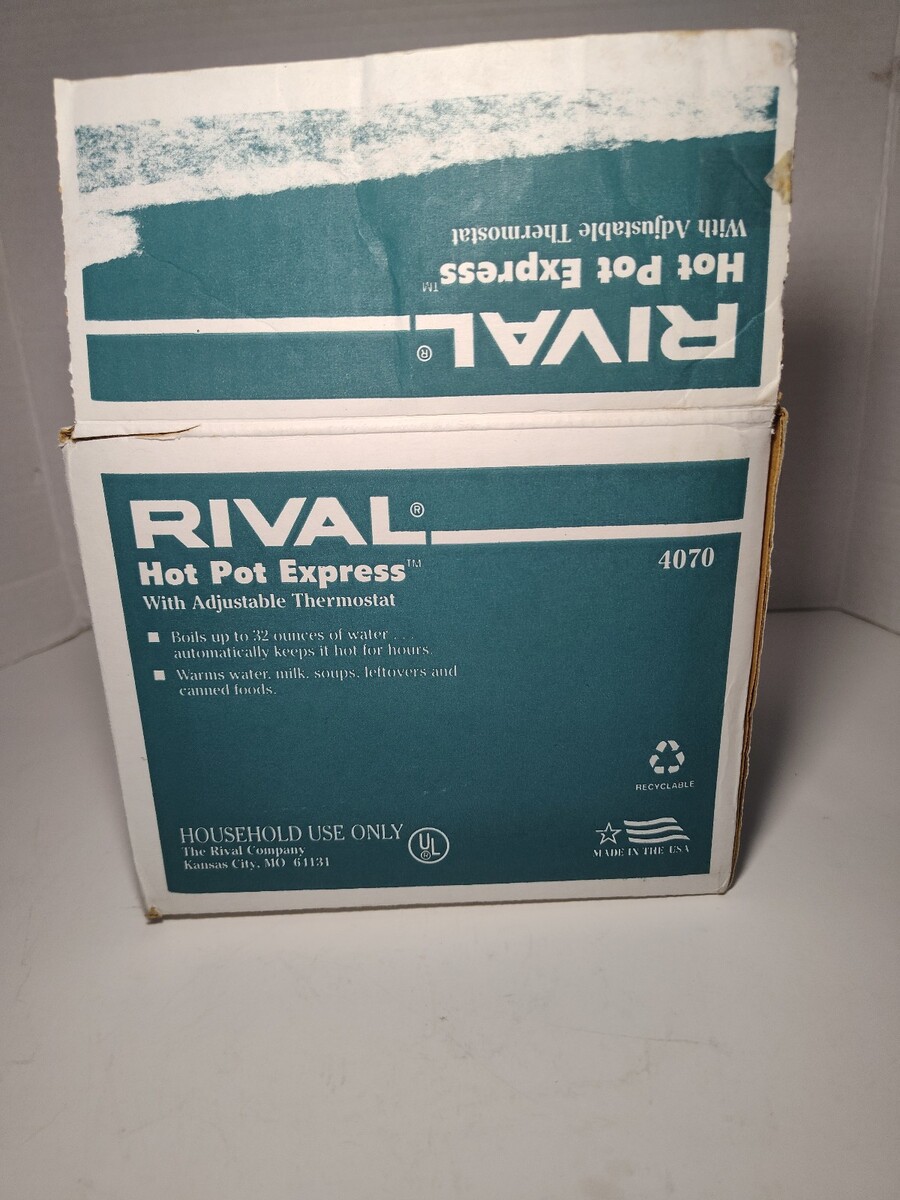 With Adjustable Thermostat
Hot Pot Express™
RIVAL®
RIVAL®
4070
Hot Pot Express™
With Adjustable Thermostat
■ Boils up to 32 ounces of water . . .
automatically keeps it hot for hours.
■ Warms water, milk, soups, leftovers and
canned foods.
RECYCLABLE
HOUSEHOLD USE ONLY
The Rival Company
Kansas City, MO 64131
UL®
MADE IN THE USA